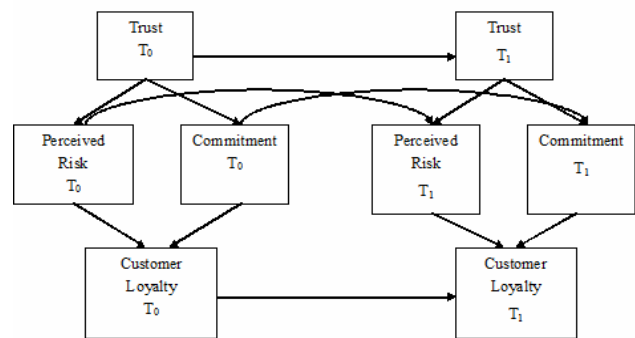 Trust
T₀
Trust
T₁
Perceived
Risk
T₀
Commitment
T₀
Perceived
Risk
T₁
Commitment
T₁
Customer
Loyalty
T₀
Customer
Loyalty
T₁